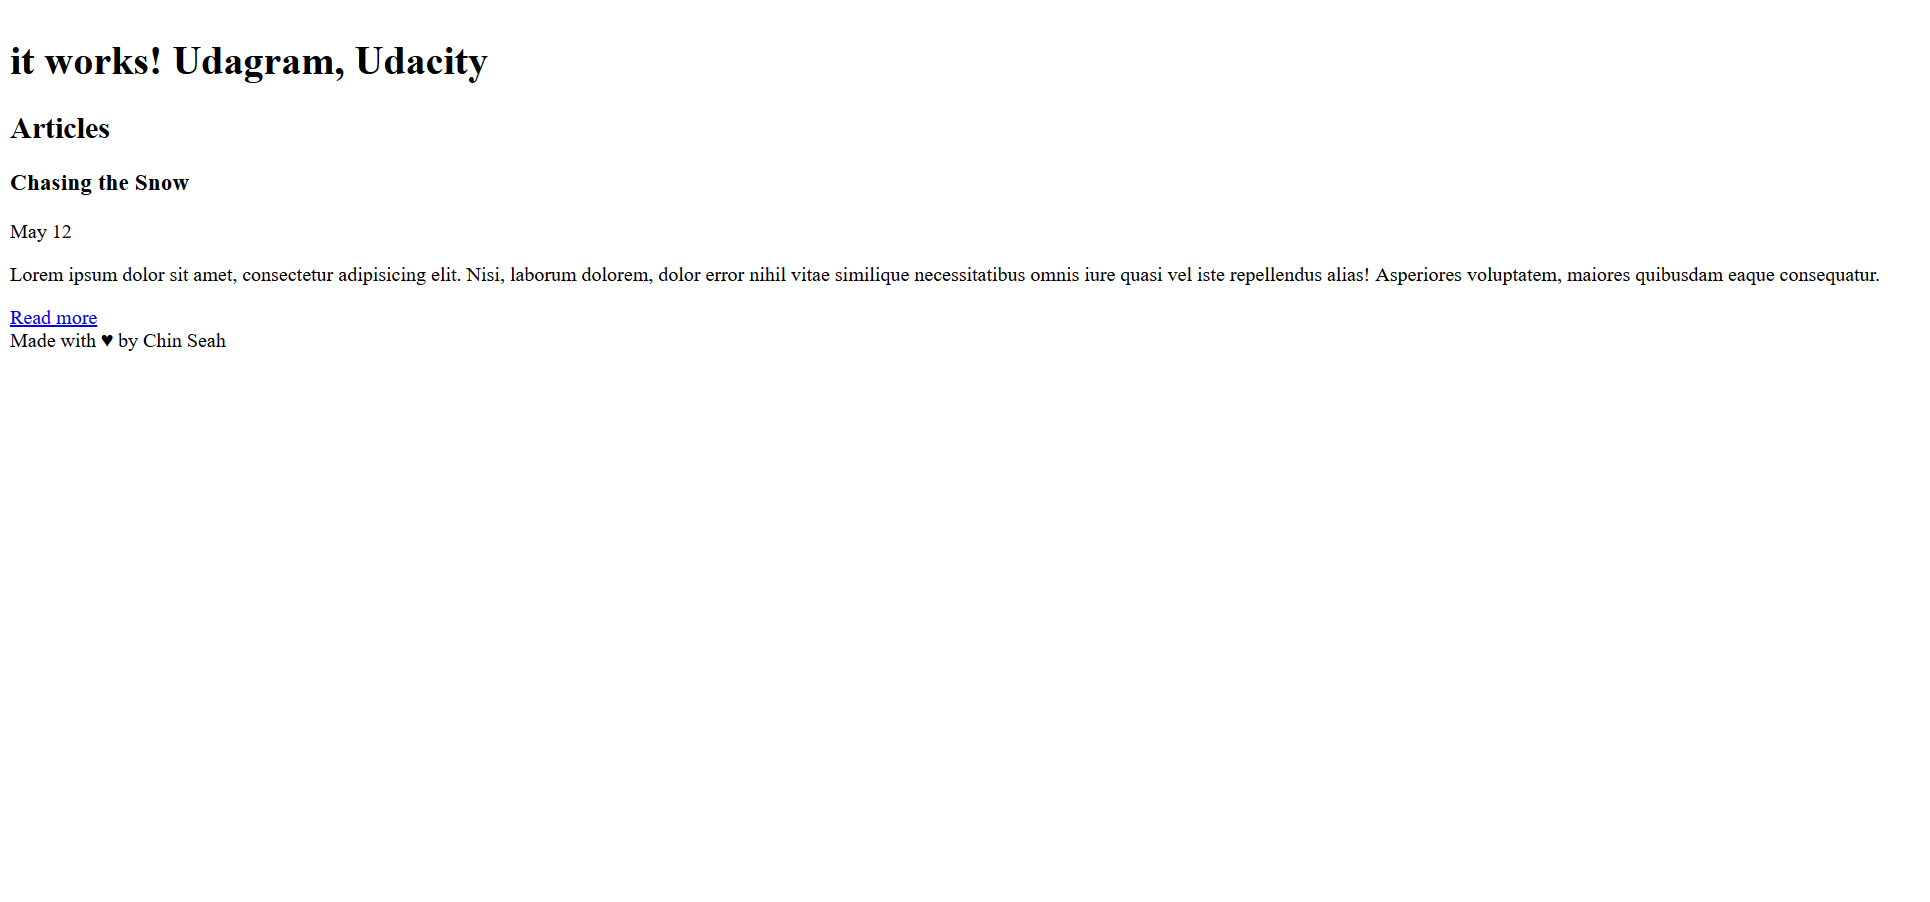 it works! Udagram, Udacity
Articles
Chasing the Snow
May 12
Lorem ipsum dolor sit amet, consectetur adipisicing elit. Nisi, laborum dolorem, dolor error nihil vitae similique necessitatibus omnis iure quasi vel iste repellendus alias! Asperiores voluptatem, maiores quibusdam eaque consequatur.
Read more
Made with ♥ by Chin Seah